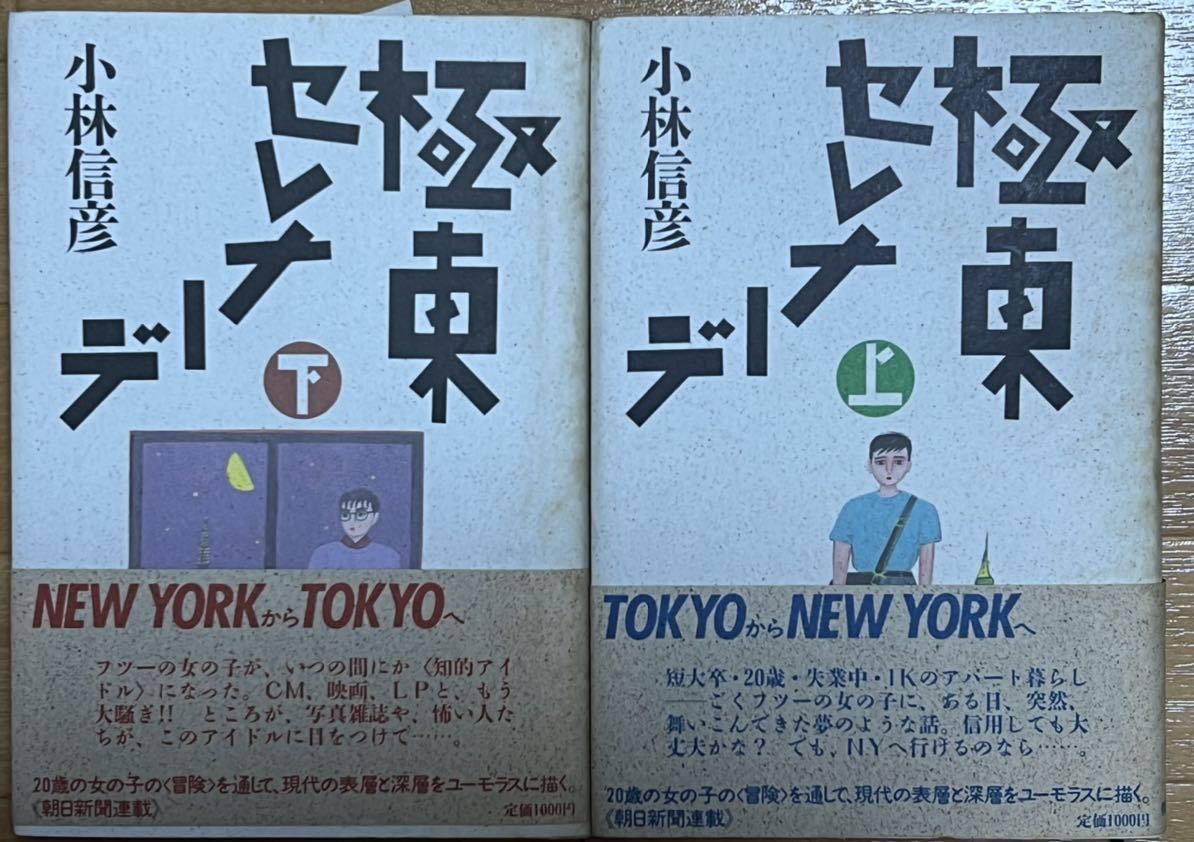 極東
セレナーデ
下
小林信彦
NEW YORKからTOKYOへ
フツーの女の子が、いつの間にか〈知的アイ
ドル〉になった。CM、映画、LPと、もう
大騒ぎ!! ところが、写真雑誌や、怖い人た
ちが、このアイドルに目をつけて……。
20歳の女の子の〈冒険〉を通して、現代の表層と深層をユーモラスに描く。
《朝日新聞連載》
定価1000円
極東
セレナーデ
上
小林信彦
TOKYOからNEW YORKへ
短大卒・20歳・失業中・1Kのアパート暮らし
——ごくフツーの女の子に、ある日、突然、
舞いこんできた夢のような話。信用しても大
丈夫かな? でも、NYへ行けるのなら……。
20歳の女の子の〈冒険〉を通して、現代の表層と深層をユーモラスに描く。
《朝日新聞連載》
定価1000円